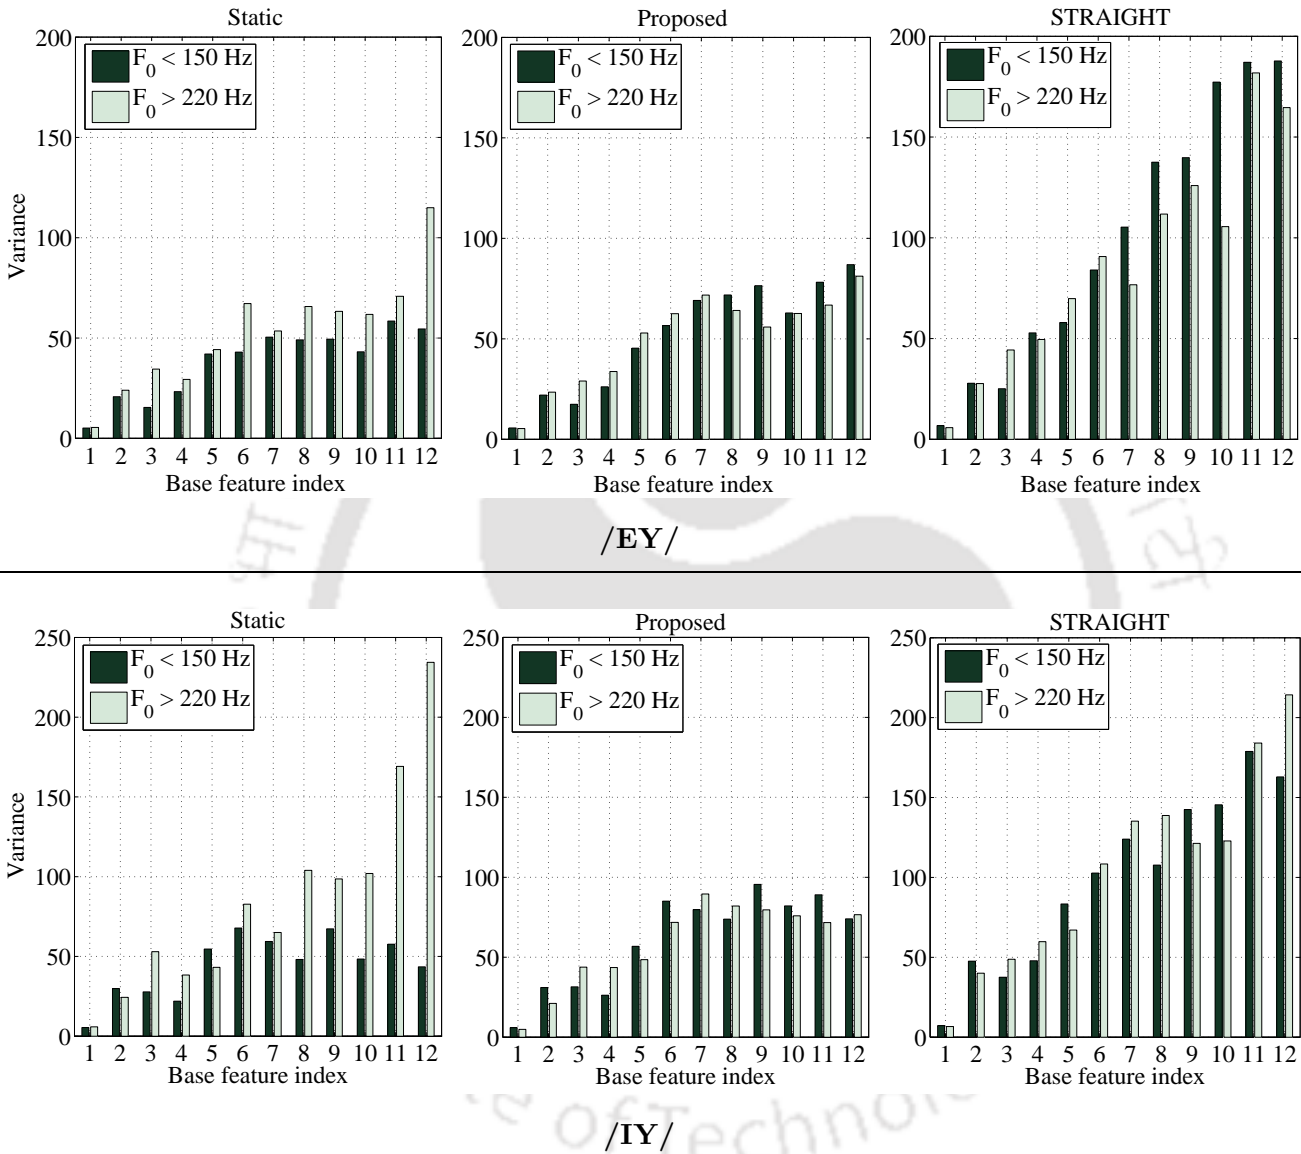 Static
Proposed
STRAIGHT
F0 < 150 Hz
F0 > 220 Hz
F0 < 150 Hz
F0 > 220 Hz
F0 < 150 Hz
F0 > 220 Hz
200
150
100
50
0
Variance
200
150
100
50
0
200
150
100
50
0
1 2 3 4 5 6 7 8 9 10 11 12
1 2 3 4 5 6 7 8 9 10 11 12
1 2 3 4 5 6 7 8 9 10 11 12
Base feature index
Base feature index
Base feature index
/EY/
Static
Proposed
STRAIGHT
F0 < 150 Hz
F0 > 220 Hz
F0 < 150 Hz
F0 > 220 Hz
F0 < 150 Hz
F0 > 220 Hz
250
200
150
100
50
0
Variance
250
200
150
100
50
0
250
200
150
100
50
0
1 2 3 4 5 6 7 8 9 10 11 12
1 2 3 4 5 6 7 8 9 10 11 12
1 2 3 4 5 6 7 8 9 10 11 12
Base feature index
Base feature index
Base feature index
of
/IY/